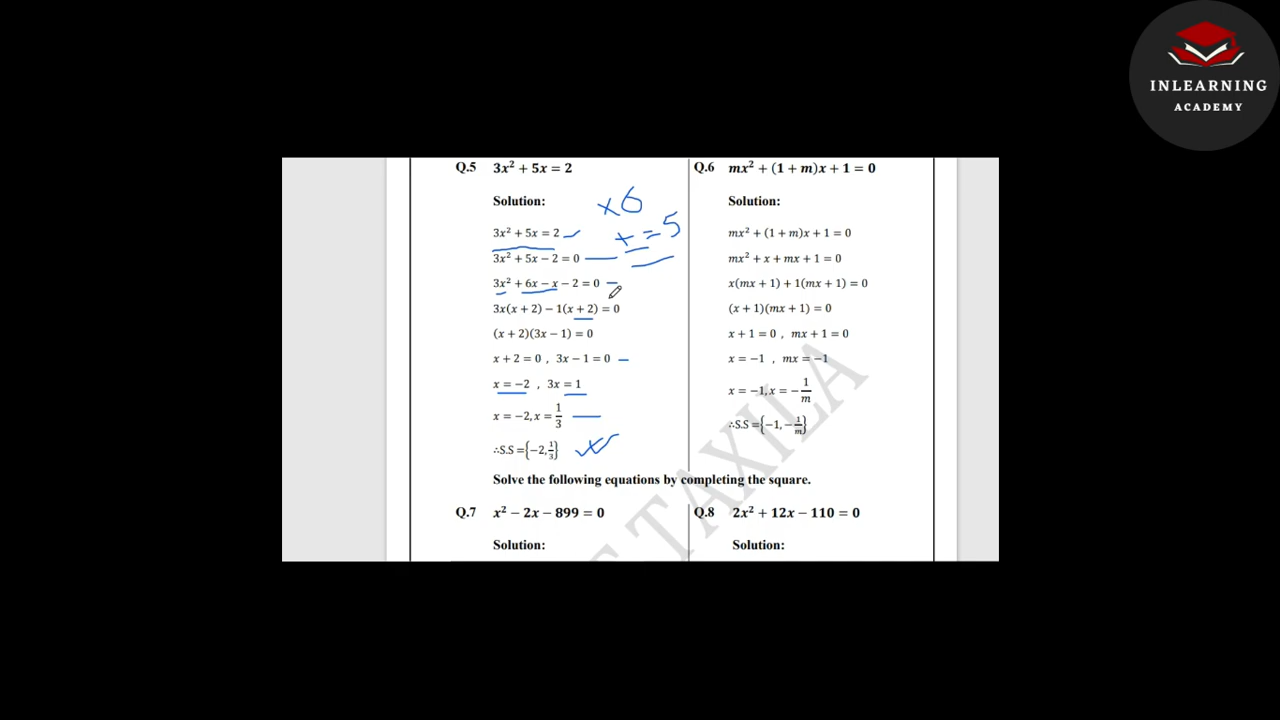 INLEARNING
ACADEMY
Q.5 3x² + 5x = 2
Solution:
×6
+ = 5
3x² + 5x = 2
3x² + 5x − 2 = 0
3x² + 6x − x − 2 = 0
3x(x + 2) − 1(x + 2) = 0
(x + 2)(3x − 1) = 0
x + 2 = 0 , 3x − 1 = 0
x = −2 , 3x = 1
x = −2, x = 1/3
∴S.S = {−2, 1/3}
Q.6 mx² + (1 + m)x + 1 = 0
Solution:
mx² + (1 + m)x + 1 = 0
mx² + x + mx + 1 = 0
x(mx + 1) + 1(mx + 1) = 0
(x + 1)(mx + 1) = 0
x + 1 = 0 , mx + 1 = 0
x = −1 , mx = −1
x = −1, x = − 1/m
∴S.S = {−1, − 1/m}
Solve the following equations by completing the square.
Q.7 x² − 2x − 899 = 0
Solution:
Q.8 2x² + 12x − 110 = 0
Solution:
TAXILA